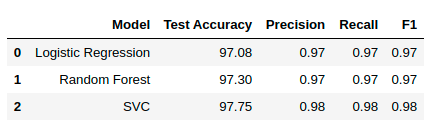 Model Test Accuracy Precision Recall F1
0 Logistic Regression 97.08 0.97 0.97 0.97
1 Random Forest 97.30 0.97 0.97 0.97
2 SVC 97.75 0.98 0.98 0.98